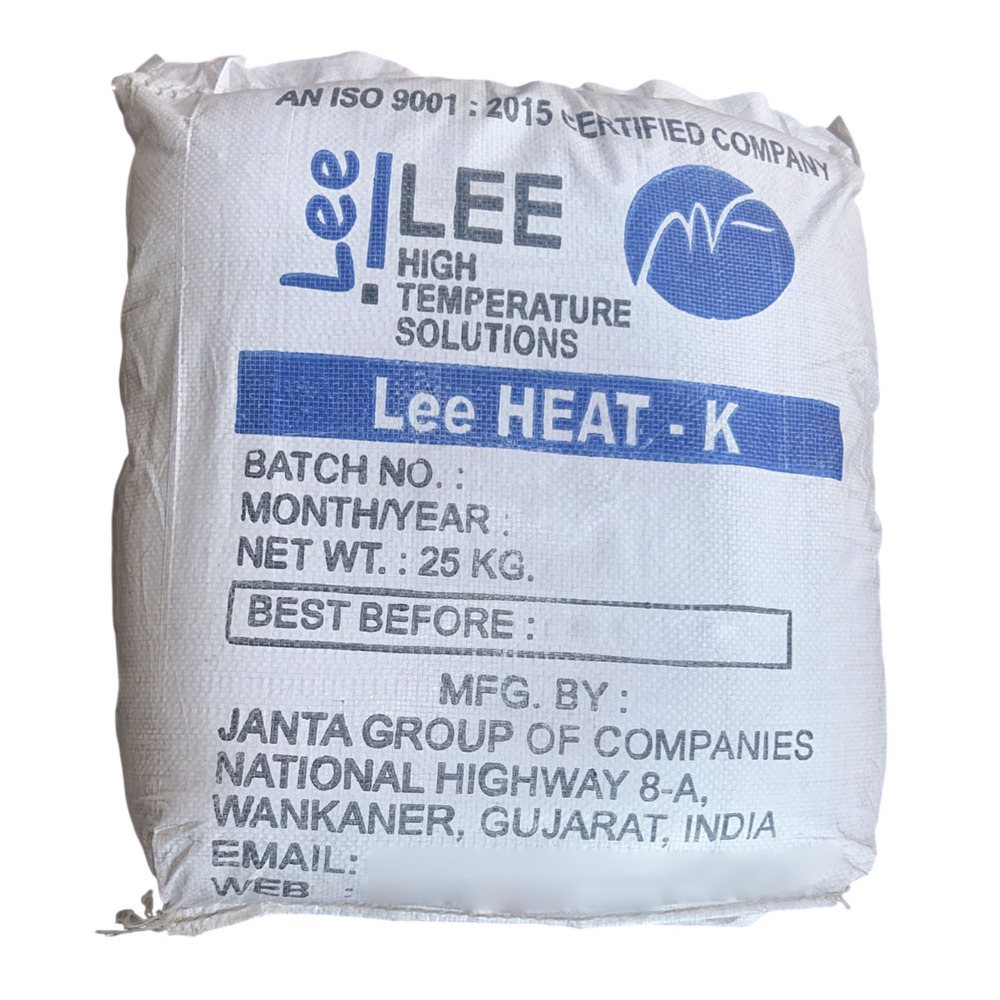 AN ISO 9001 : 2015 CERTIFIED COMPANY
Lee
LEE
HIGH
TEMPERATURE
SOLUTIONS
Lee HEAT - K
BATCH NO. :
MONTH/YEAR :
NET WT. : 25 KG.
BEST BEFORE :
MFG. BY :
JANTA GROUP OF COMPANIES
NATIONAL HIGHWAY 8-A,
WANKANER, GUJARAT, INDIA
EMAIL:
WEB :